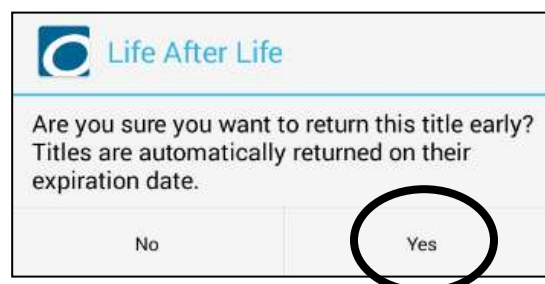 Life After Life
Are you sure you want to return this title early?
Titles are automatically returned on their
expiration date.
No
Yes